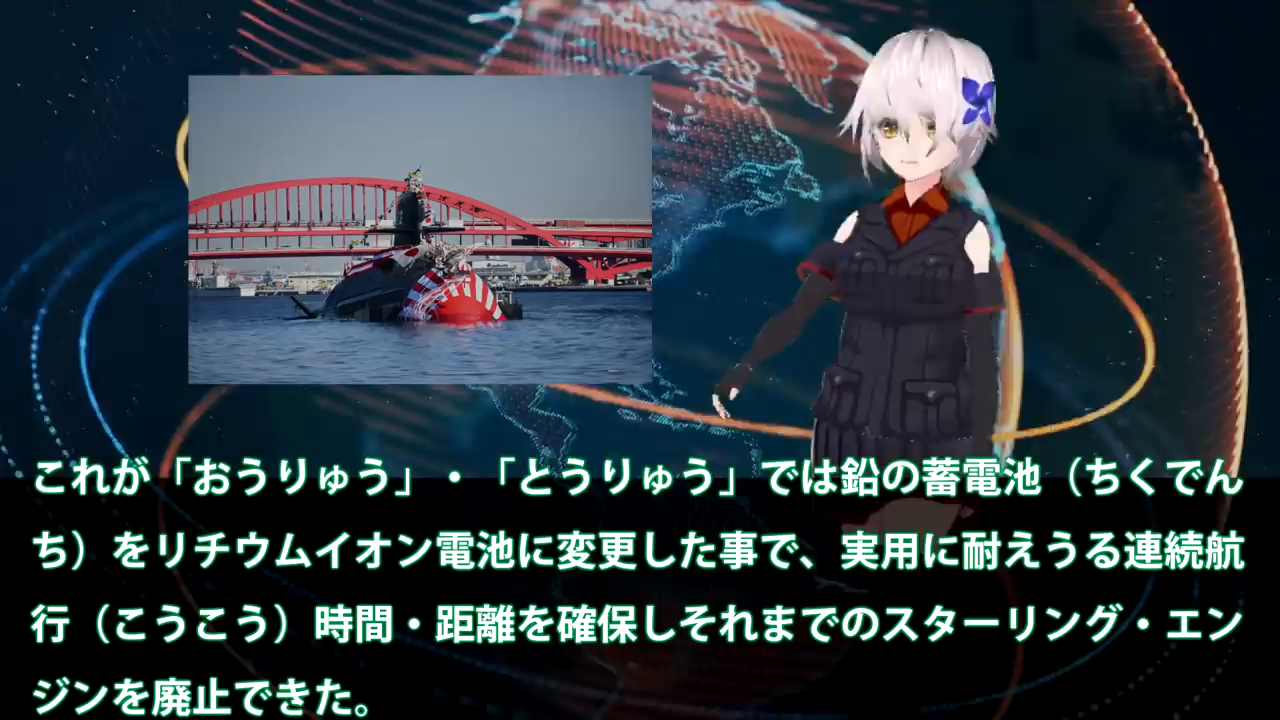 これが「おうりゅう」・「とうりゅう」では鉛の蓄電池（ちくでん
ち）をリチウムイオン電池に変更した事で、実用に耐えうる連続航
行（こうこう）時間・距離を確保しそれまでのスターリング・エン
ジンを廃止できた。